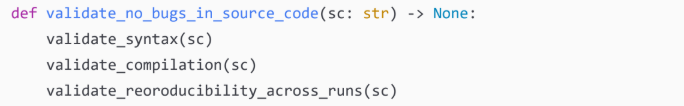 def validate_no_bugs_in_source_code(sc: str) -> None:
    validate_syntax(sc)
    validate_compilation(sc)
    validate_reoroducibility_across_runs(sc)